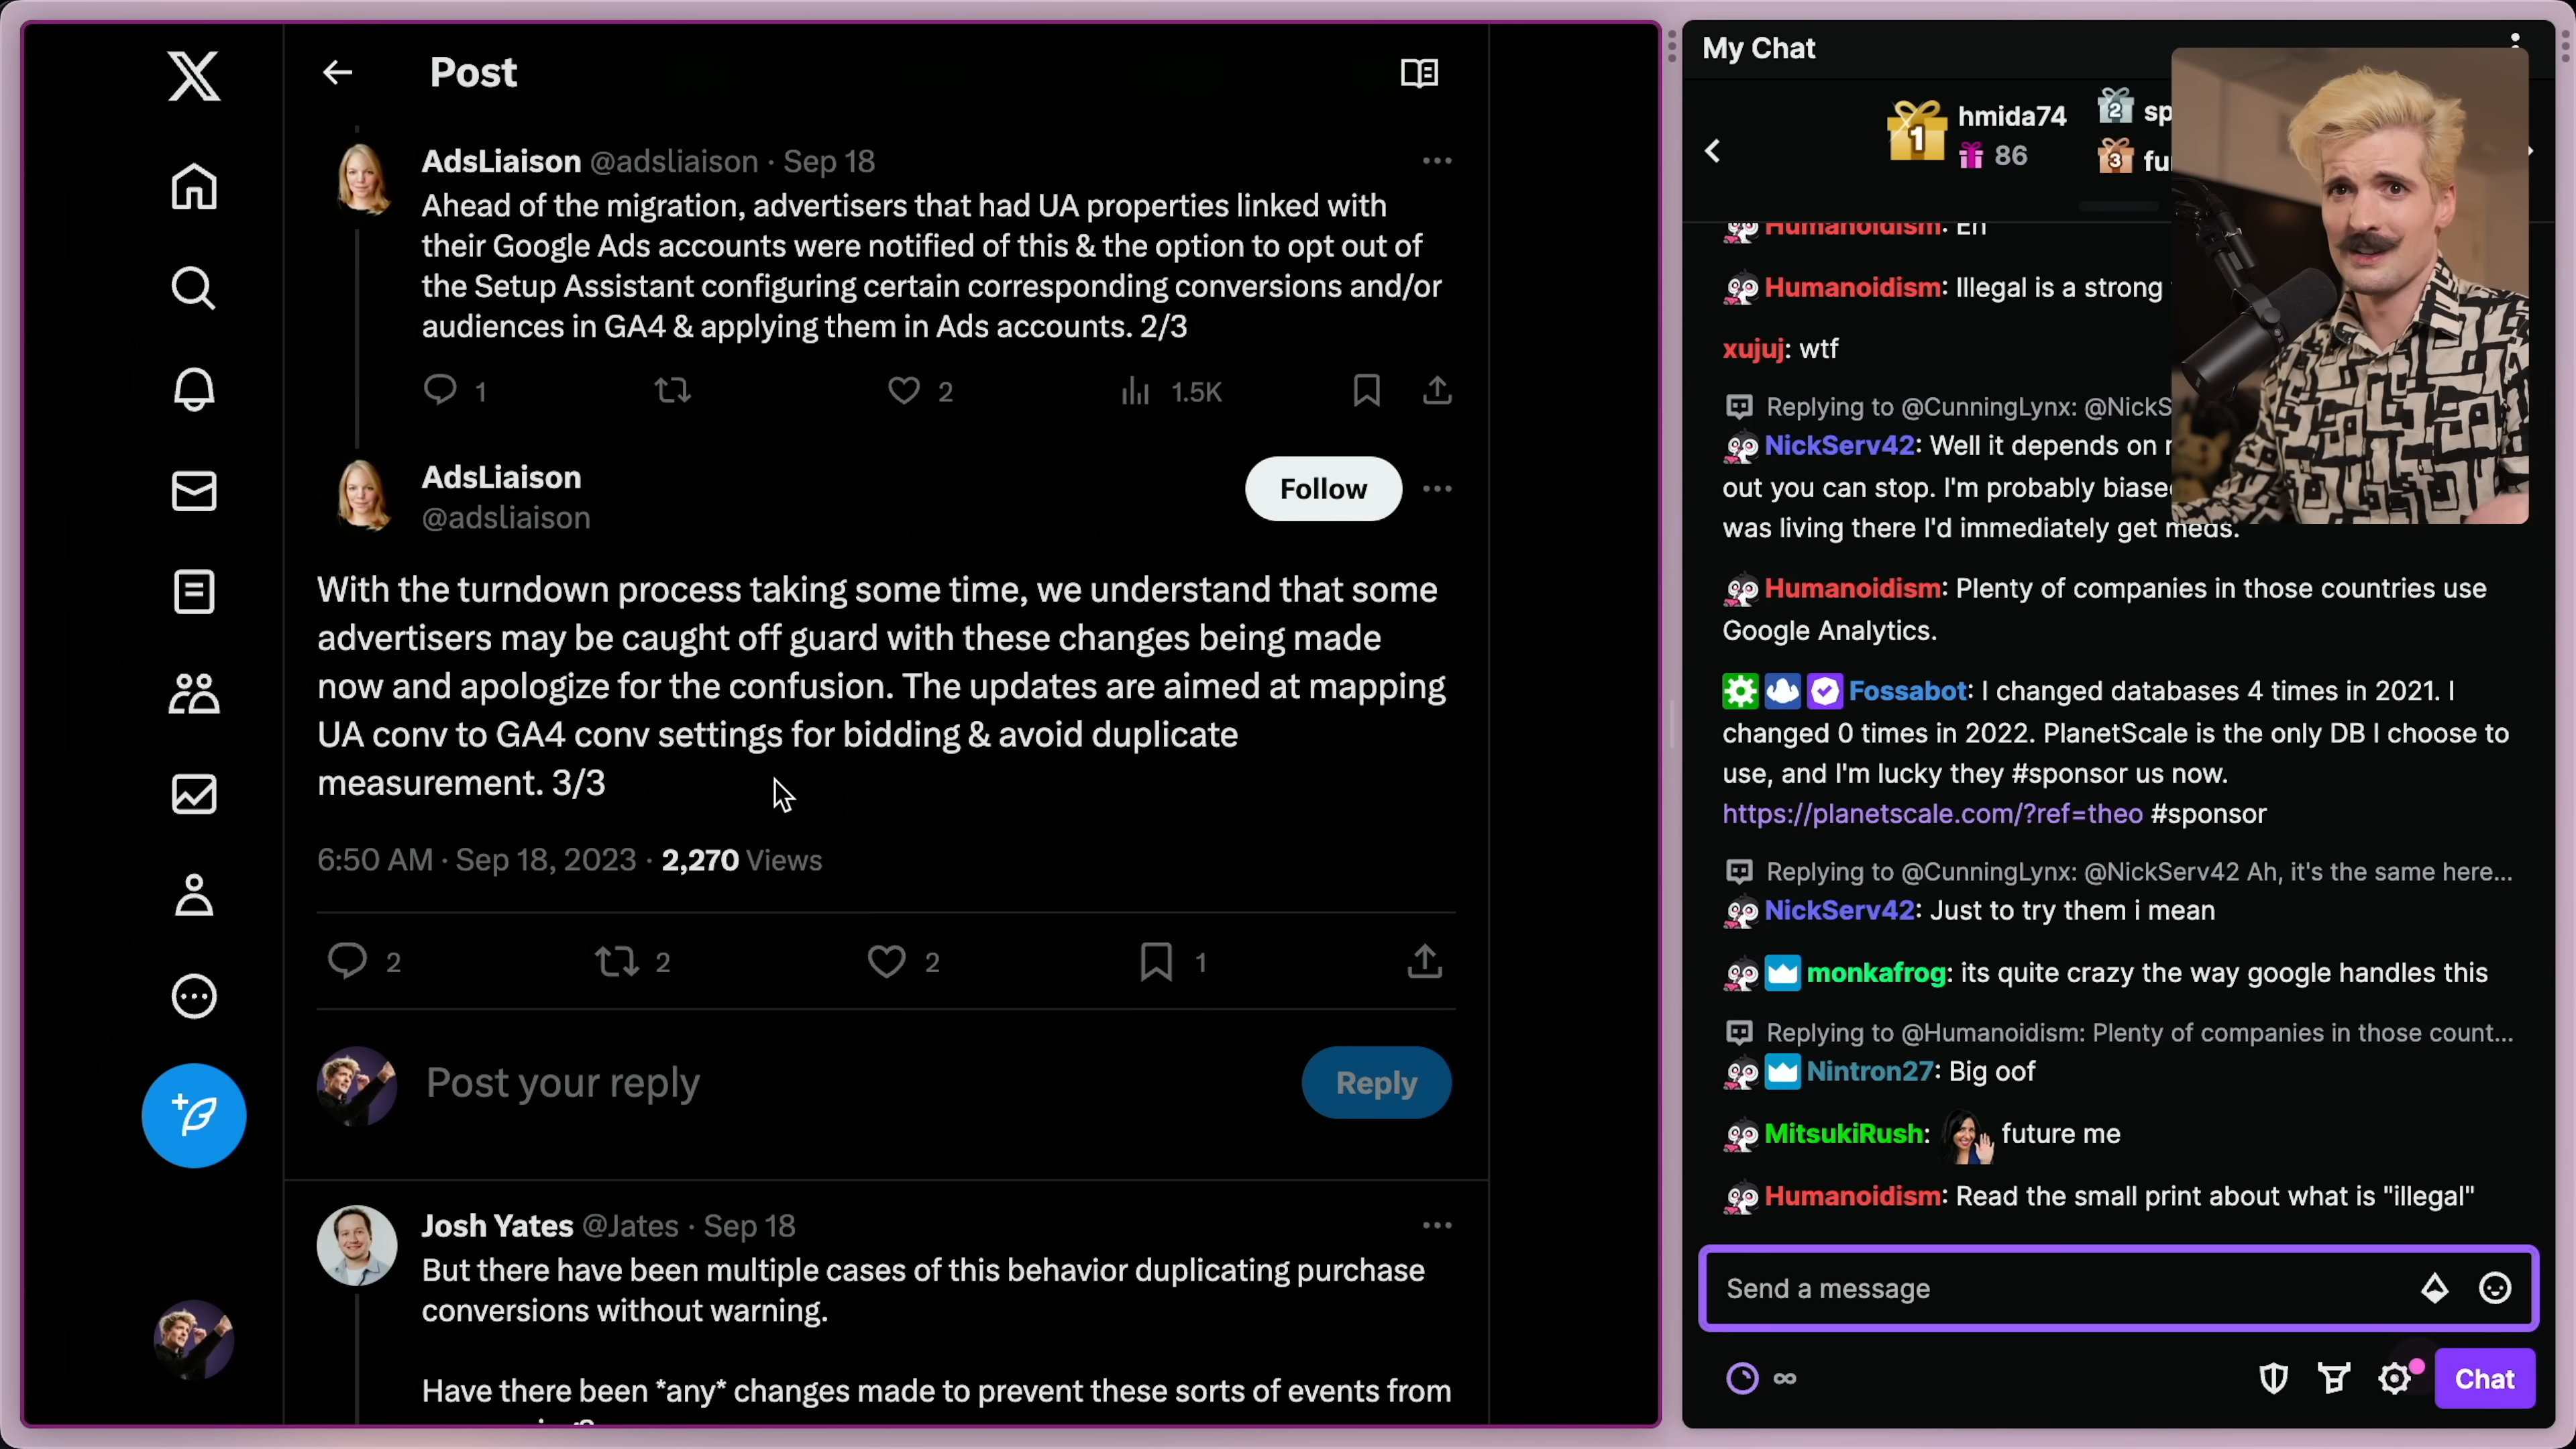 Post
AdsLiaison @adsliaison · Sep 18
Ahead of the migration, advertisers that had UA properties linked with
their Google Ads accounts were notified of this & the option to opt out of
the Setup Assistant configuring certain corresponding conversions and/or
audiences in GA4 & applying them in Ads accounts. 2/3
1 2 1.5K
AdsLiaison
@adsliaison
Follow
With the turndown process taking some time, we understand that some
advertisers may be caught off guard with these changes being made
now and apologize for the confusion. The updates are aimed at mapping
UA conv to GA4 conv settings for bidding & avoid duplicate
measurement. 3/3
6:50 AM · Sep 18, 2023 · 2,270 Views
2 2 2 1
Post your reply
Reply
Josh Yates @Jates · Sep 18
But there have been multiple cases of this behavior duplicating purchase
conversions without warning.
Have there been *any* changes made to prevent these sorts of events from
My Chat
1 hmida74
86
2 sp
3 fu
Humanoidism: Eh
Humanoidism: Illegal is a strong
xujuj: wtf
Replying to @CunningLynx: @NickS
NickServ42: Well it depends on
out you can stop. I'm probably biase
was living there I'd immediately get meds.
Humanoidism: Plenty of companies in those countries use
Google Analytics.
Fossabot: I changed databases 4 times in 2021. I
changed 0 times in 2022. PlanetScale is the only DB I choose to
use, and I'm lucky they #sponsor us now.
https://planetscale.com/?ref=theo #sponsor
Replying to @CunningLynx: @NickServ42 Ah, it's the same here...
NickServ42: Just to try them i mean
monkafrog: its quite crazy the way google handles this
Replying to @Humanoidism: Plenty of companies in those count...
Nintron27: Big oof
MitsukiRush: future me
Humanoidism: Read the small print about what is "illegal"
Send a message
∞
Chat